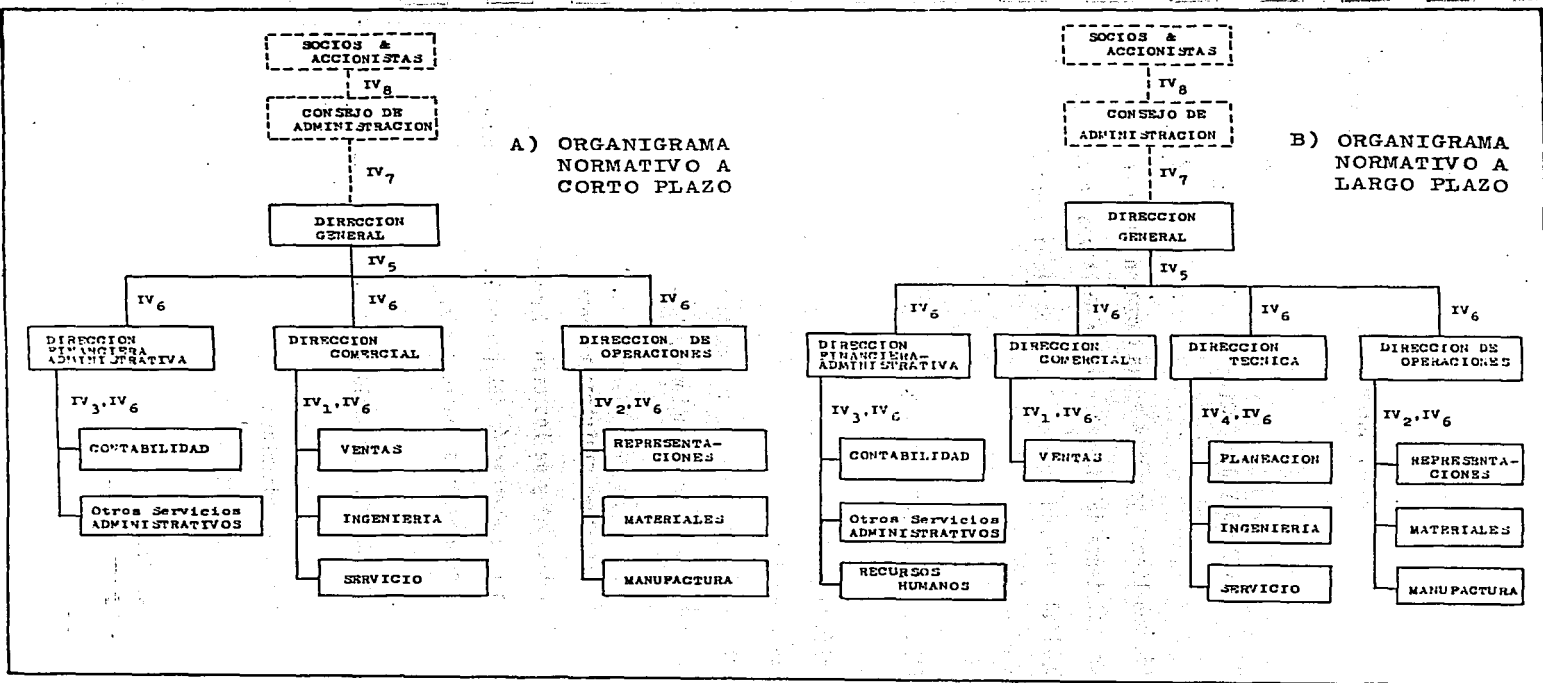 SOCIOS &
ACCIONISTAS
IV8
CONSEJO DE
ADMINISTRACION
IV7
A) ORGANIGRAMA
NORMATIVO A
CORTO PLAZO
DIRECCION
GENERAL
IV5
IV6
IV6
IV6
DIRECCION
FINANCIERA
ADMINISTRATIVA
DIRECCION
COMERCIAL
DIRECCION DE
OPERACIONES
IV3,IV6
IV1,IV6
IV2,IV6
CONTABILIDAD
Otros Servicios
ADMINISTRATIVOS
VENTAS
INGENIERIA
SERVICIO
REPRESENTA-
CIONES
MATERIALES
MANUFACTURA
SOCIOS &
ACCIONISTAS
IV8
CONSEJO DE
ADMINISTRACION
IV7
B) ORGANIGRAMA
NORMATIVO A
LARGO PLAZO
DIRECCION
GENERAL
IV5
IV6
IV6
IV6
IV6
DIRECCION
FINANCIERA-
ADMINISTRATIVA
DIRECCION
COMERCIAL
DIRECCION
TECNICA
DIRECCION DE
OPERACIONES
IV3,IV6
IV1,IV6
IV4,IV6
IV2,IV6
CONTABILIDAD
Otros Servicios
ADMINISTRATIVOS
RECURSOS
HUMANOS
VENTAS
PLANEACION
INGENIERIA
SERVICIO
REPRESENTA-
CIONES
MATERIALES
MANUFACTURA